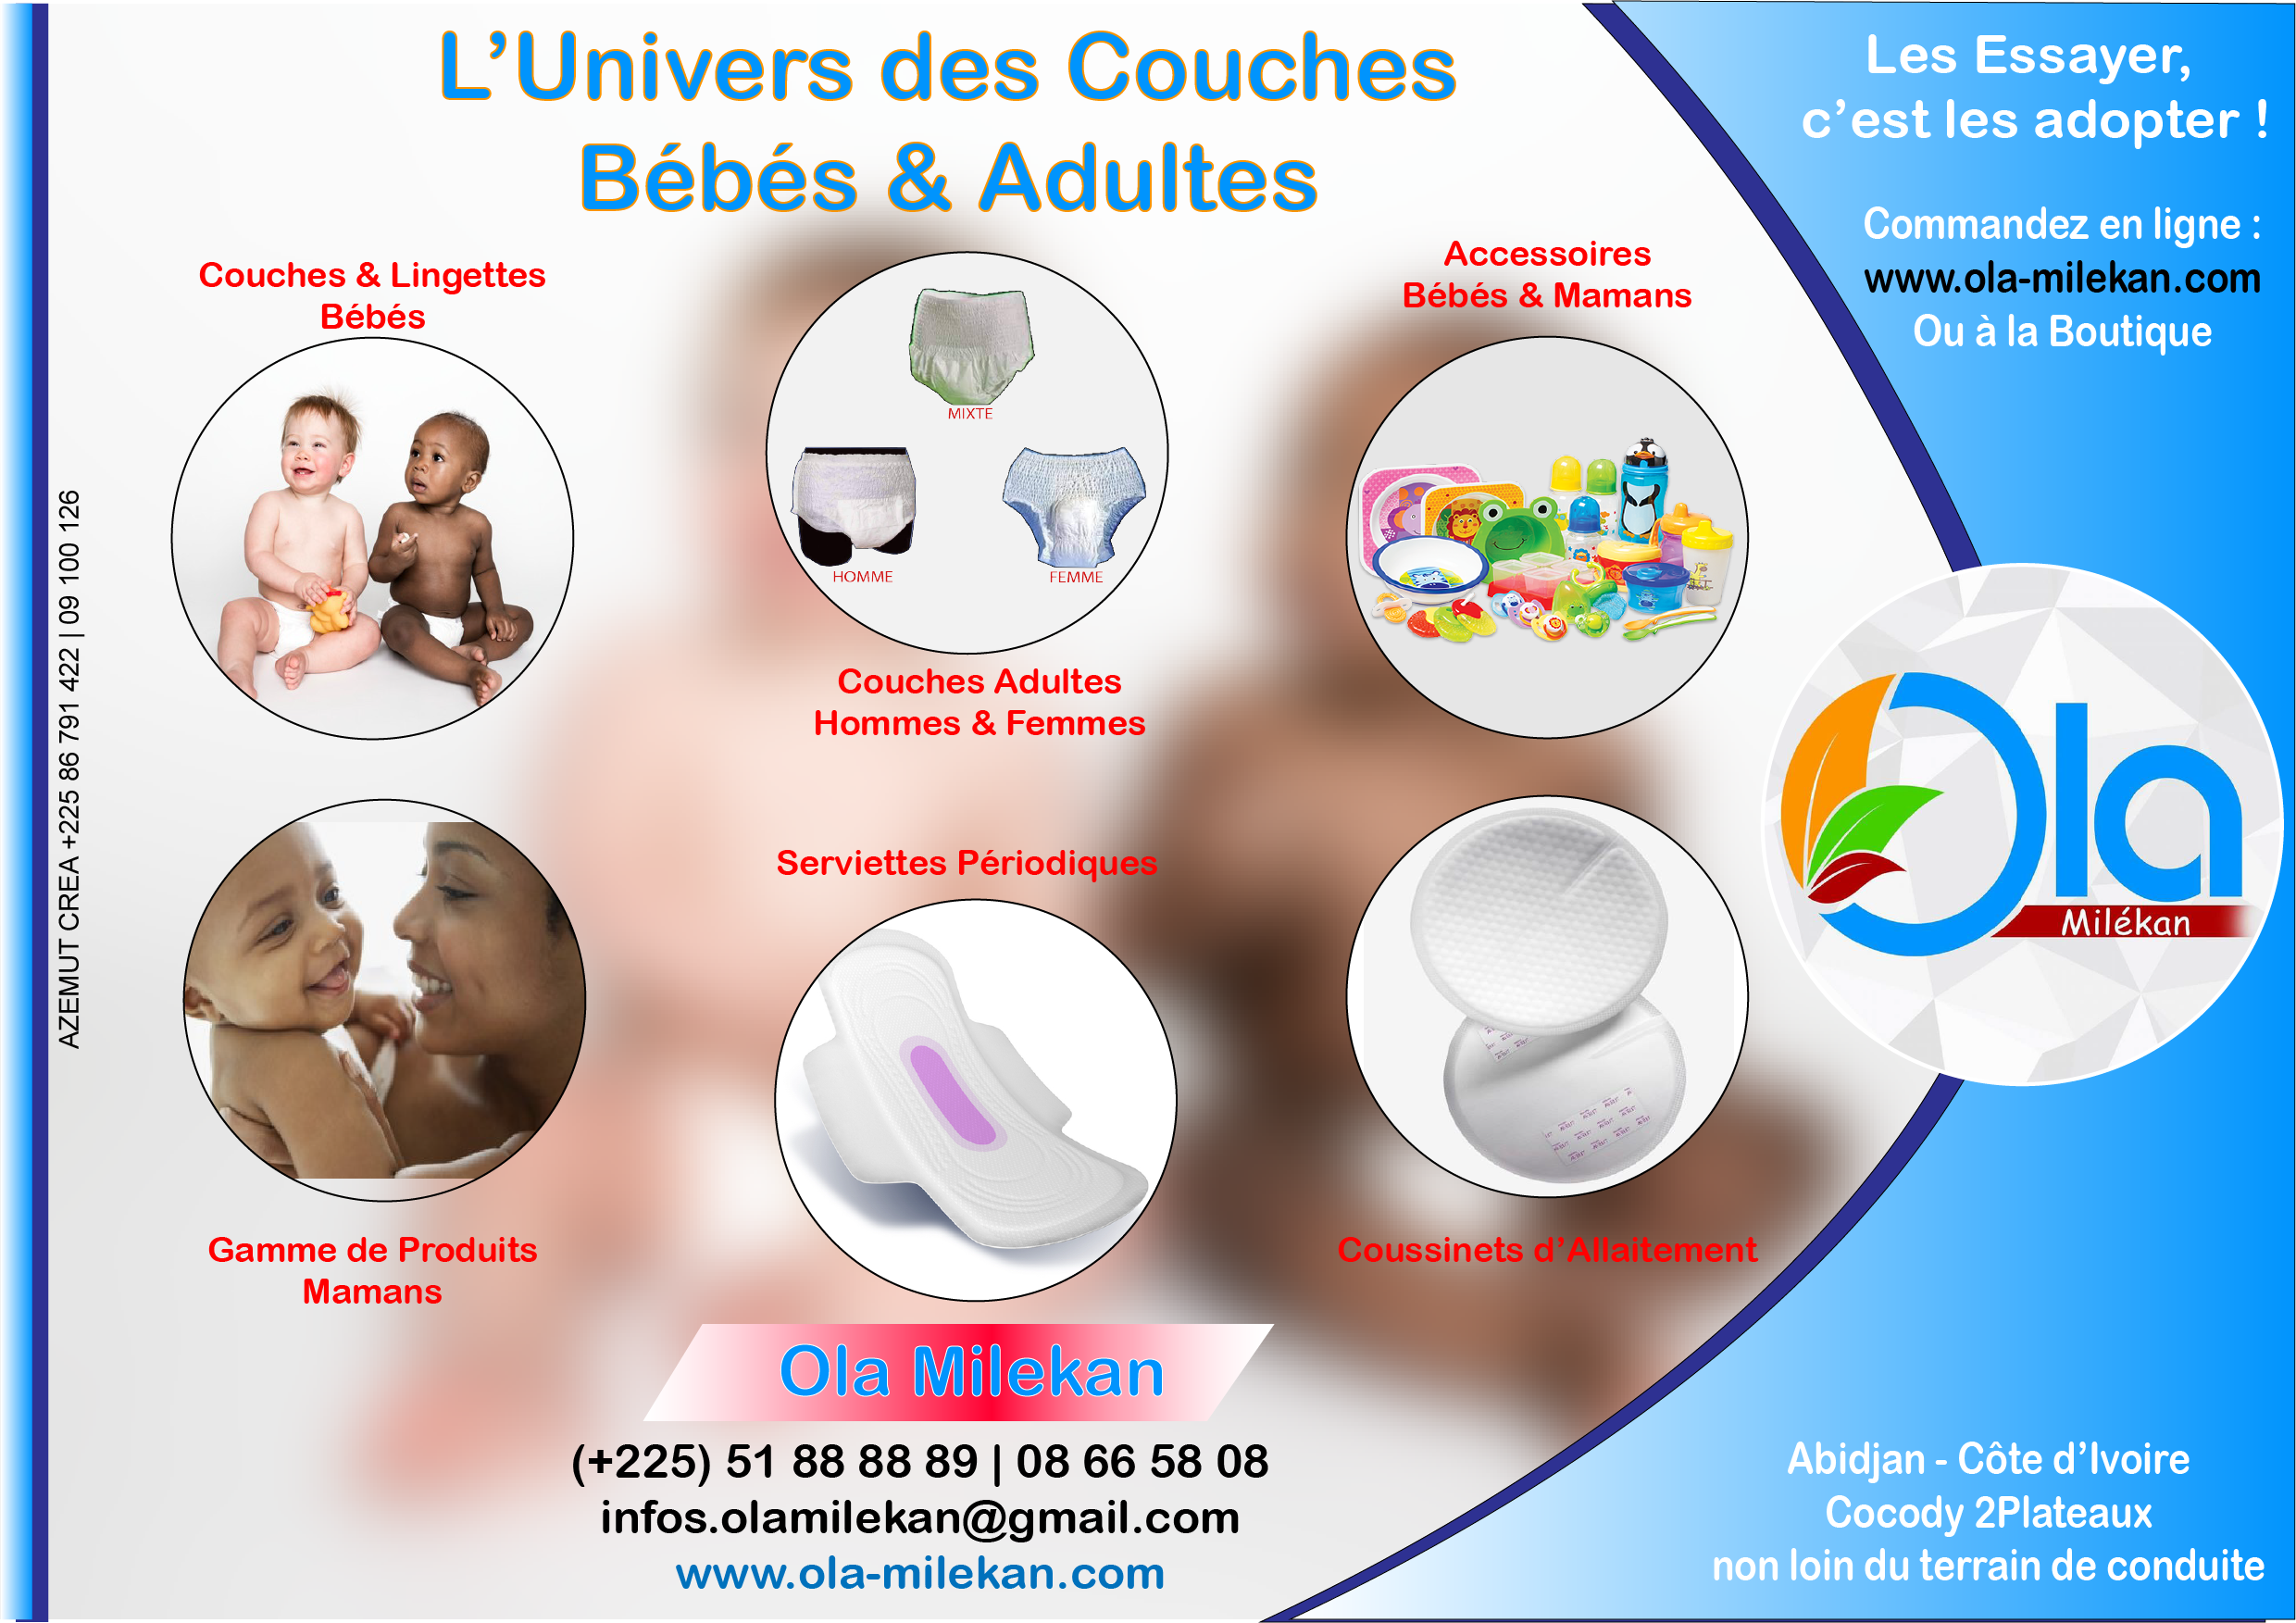 L'Univers des Couches
Bébés & Adultes
Les Essayer,
c'est les adopter !
Commandez en ligne :
www.ola-milekan.com
Ou à la Boutique
Couches & Lingettes
Bébés
MIXTE
HOMME
FEMME
Couches Adultes
Hommes & Femmes
Accessoires
Bébés & Mamans
Gamme de Produits
Mamans
Serviettes Périodiques
Coussinets d'Allaitement
Ola
Milékan
Ola Milekan
(+225) 51 88 88 89 | 08 66 58 08
infos.olamilekan@gmail.com
www.ola-milekan.com
Abidjan - Côte d'Ivoire
Cocody 2Plateaux
non loin du terrain de conduite
AZEMUT CREA +225 86 791 422 | 09 100 126